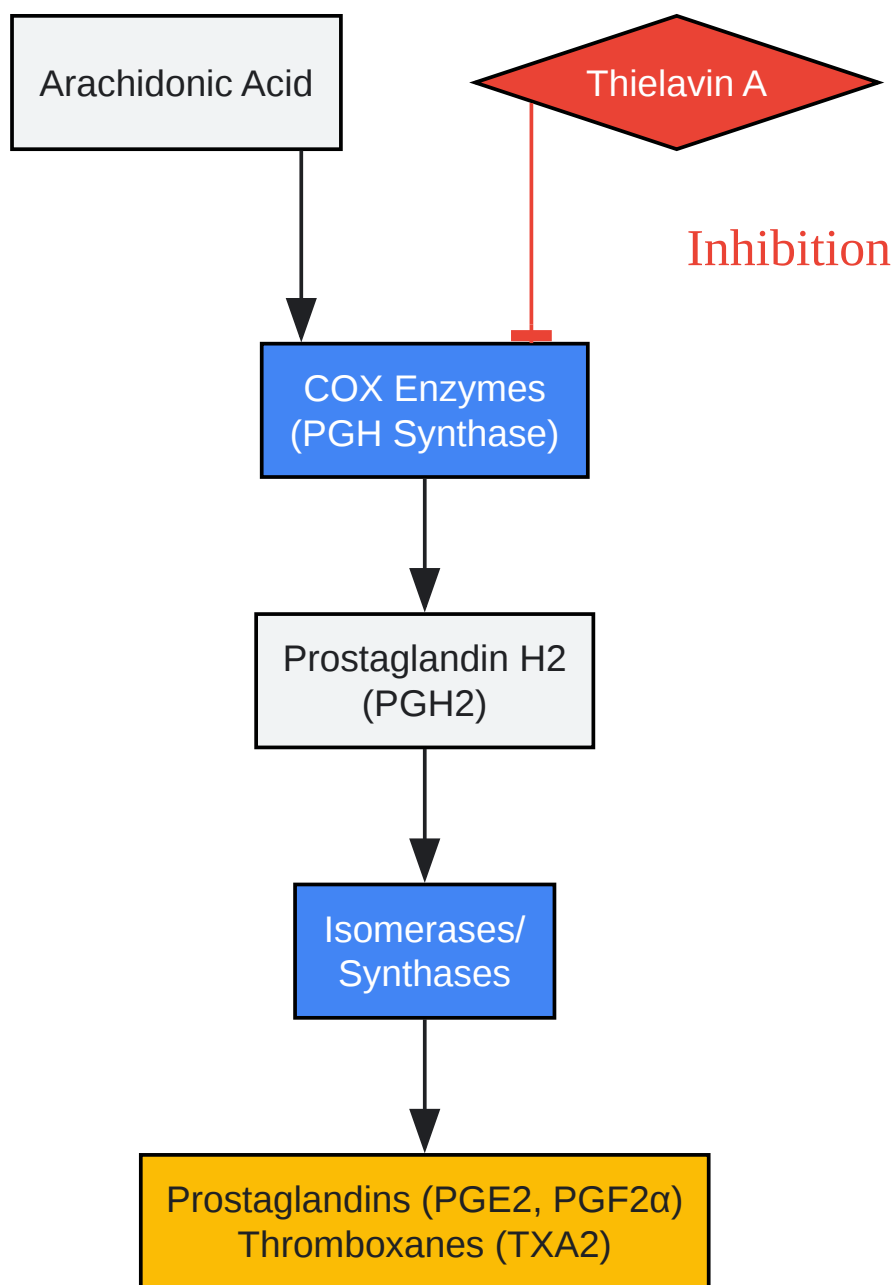 Arachidonic Acid
Thielavin A
Inhibition
COX Enzymes
(PGH Synthase)
Prostaglandin H2
(PGH2)
Isomerases/
Synthases
Prostaglandins (PGE2, PGF2α)
Thromboxanes (TXA2)